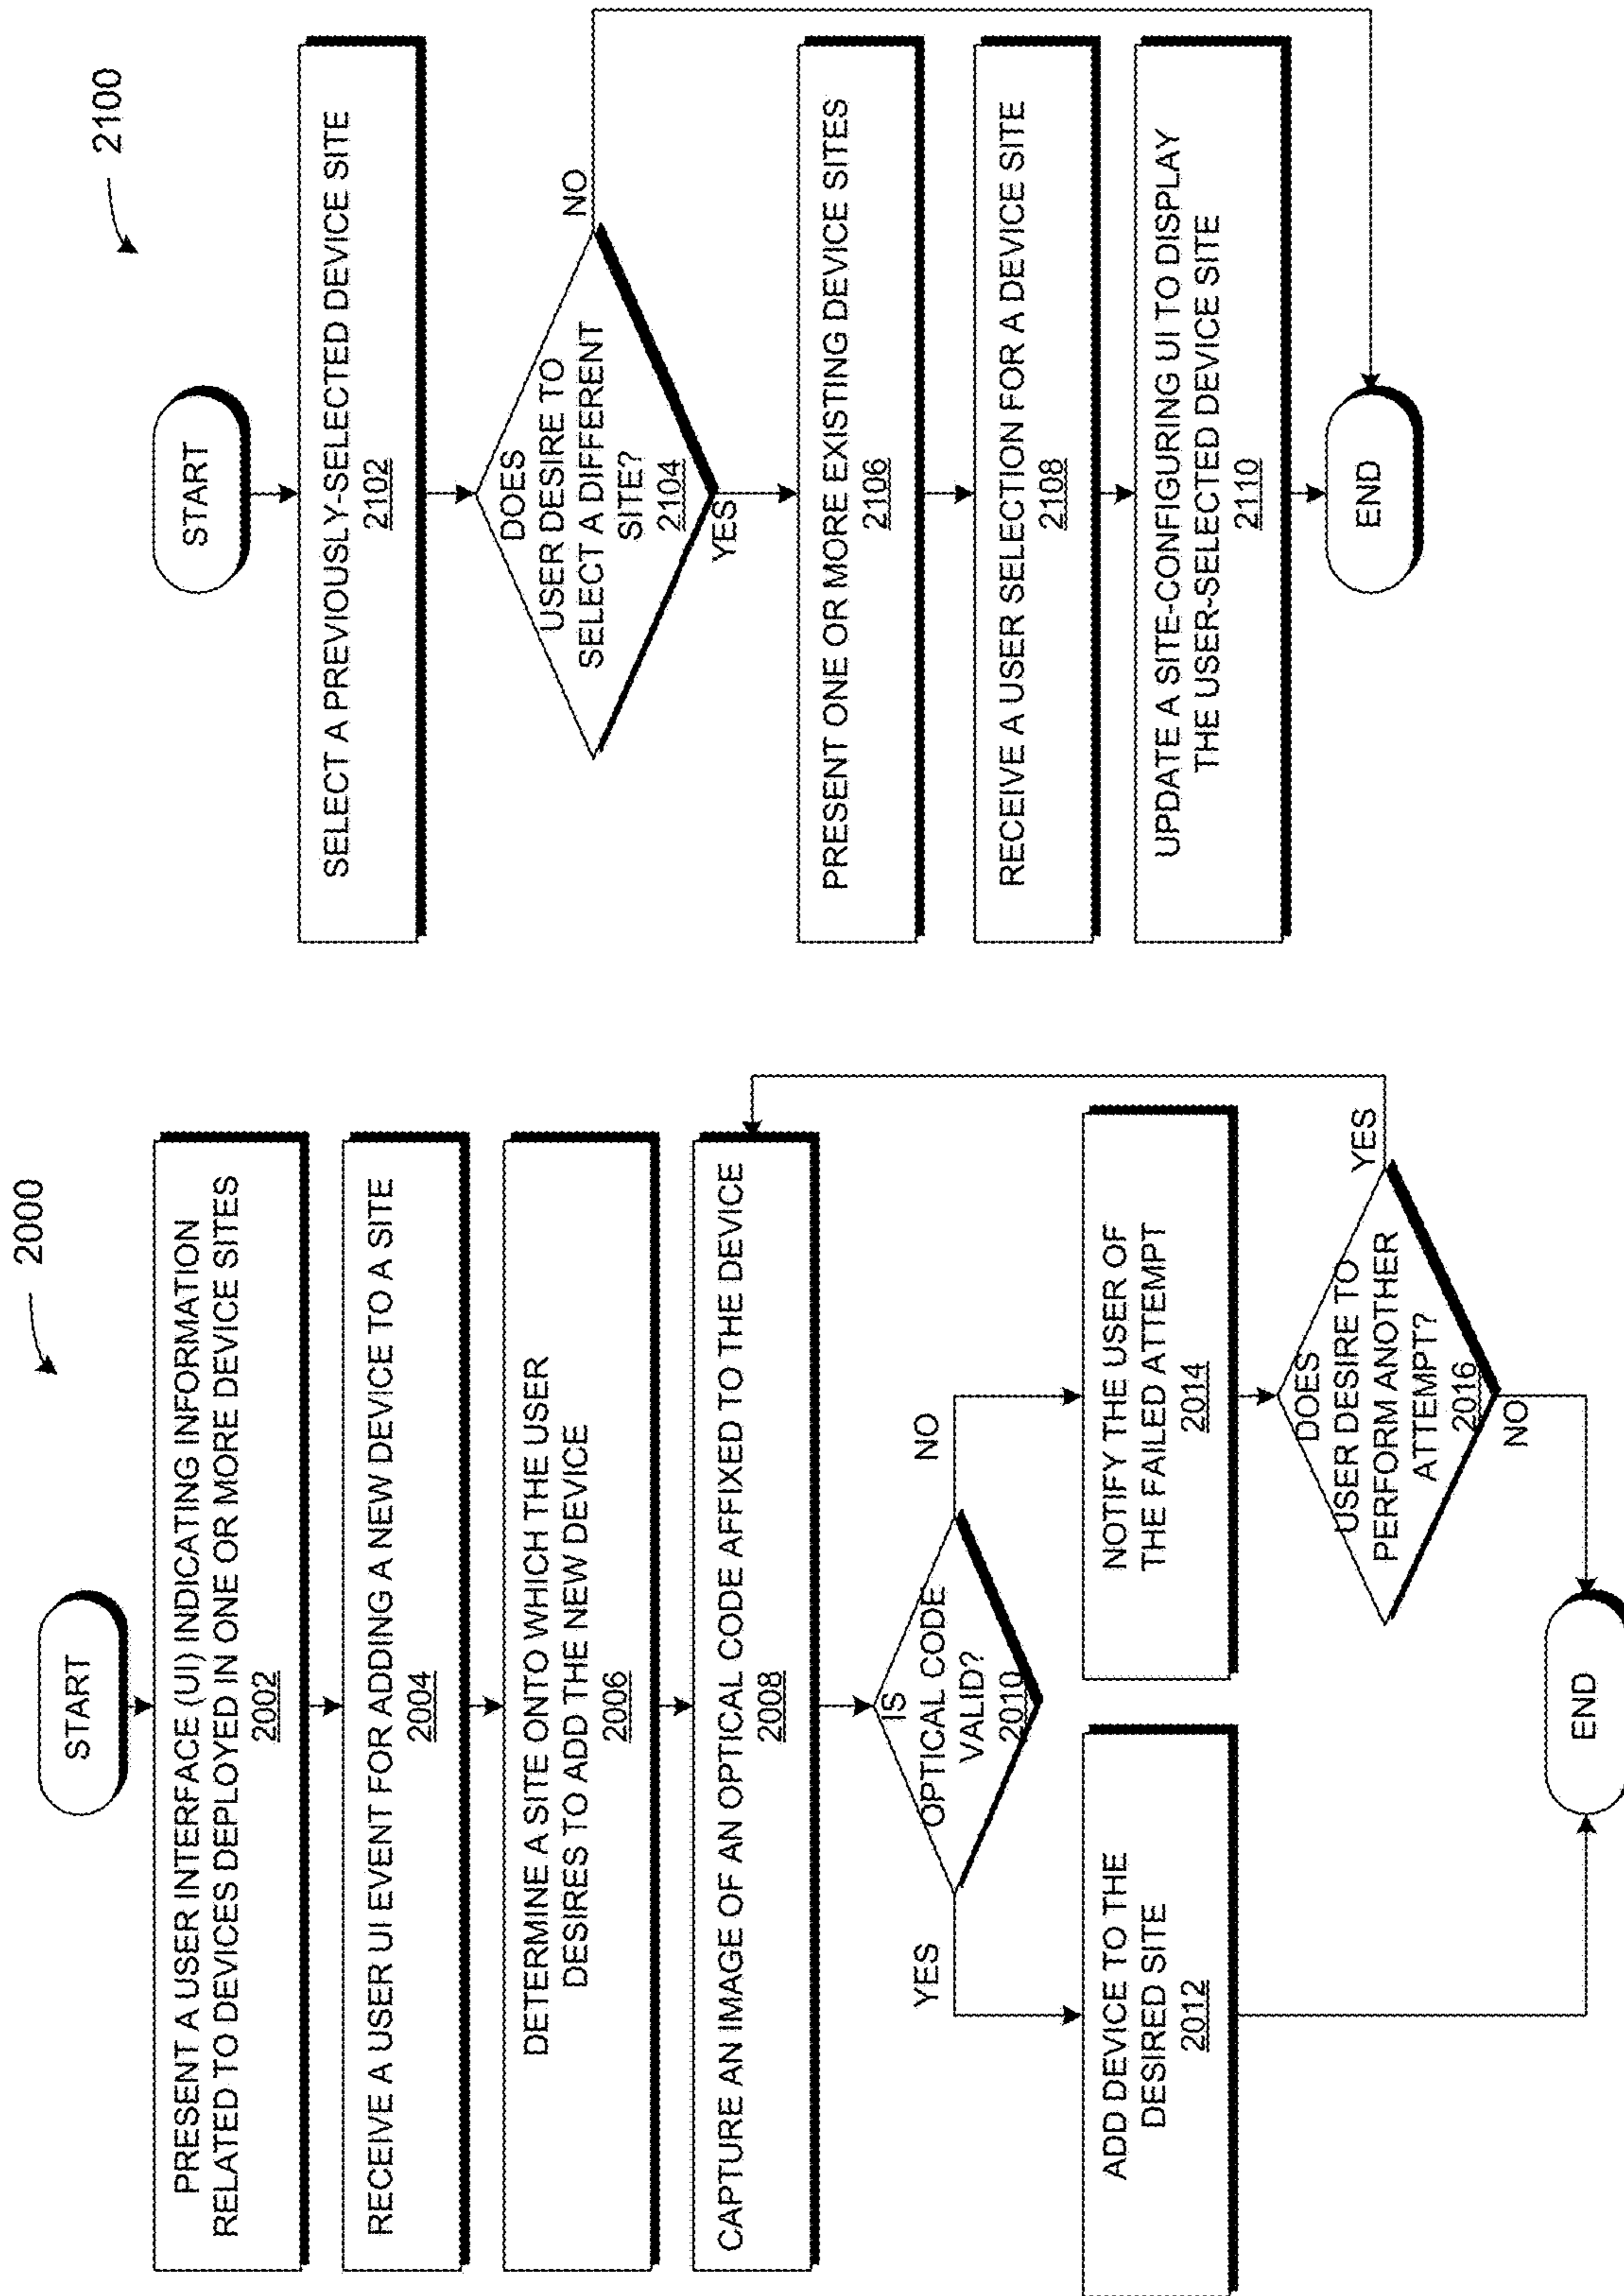 2000
START
PRESENT A USER INTERFACE (UI) INDICATING INFORMATION
RELATED TO DEVICES DEPLOYED IN ONE OR MORE DEVICE SITES
2002
RECEIVE A USER UI EVENT FOR ADDING A NEW DEVICE TO A SITE
2004
DETERMINE A SITE ONTO WHICH THE USER
DESIRES TO ADD THE NEW DEVICE
2006
CAPTURE AN IMAGE OF AN OPTICAL CODE AFFIXED TO THE DEVICE
2008
IS
OPTICAL CODE
VALID?
2010
YES
NO
ADD DEVICE TO THE
DESIRED SITE
2012
NOTIFY THE USER OF
THE FAILED ATTEMPT
2014
DOES
USER DESIRE TO
PERFORM ANOTHER
ATTEMPT?
2016
YES
NO
END
2100
START
SELECT A PREVIOUSLY-SELECTED DEVICE SITE
2102
DOES
USER DESIRE TO
SELECT A DIFFERENT
SITE?
2104
NO
YES
PRESENT ONE OR MORE EXISTING DEVICE SITES
2106
RECEIVE A USER SELECTION FOR A DEVICE SITE
2108
UPDATE A SITE-CONFIGURING UI TO DISPLAY
THE USER-SELECTED DEVICE SITE
2110
END